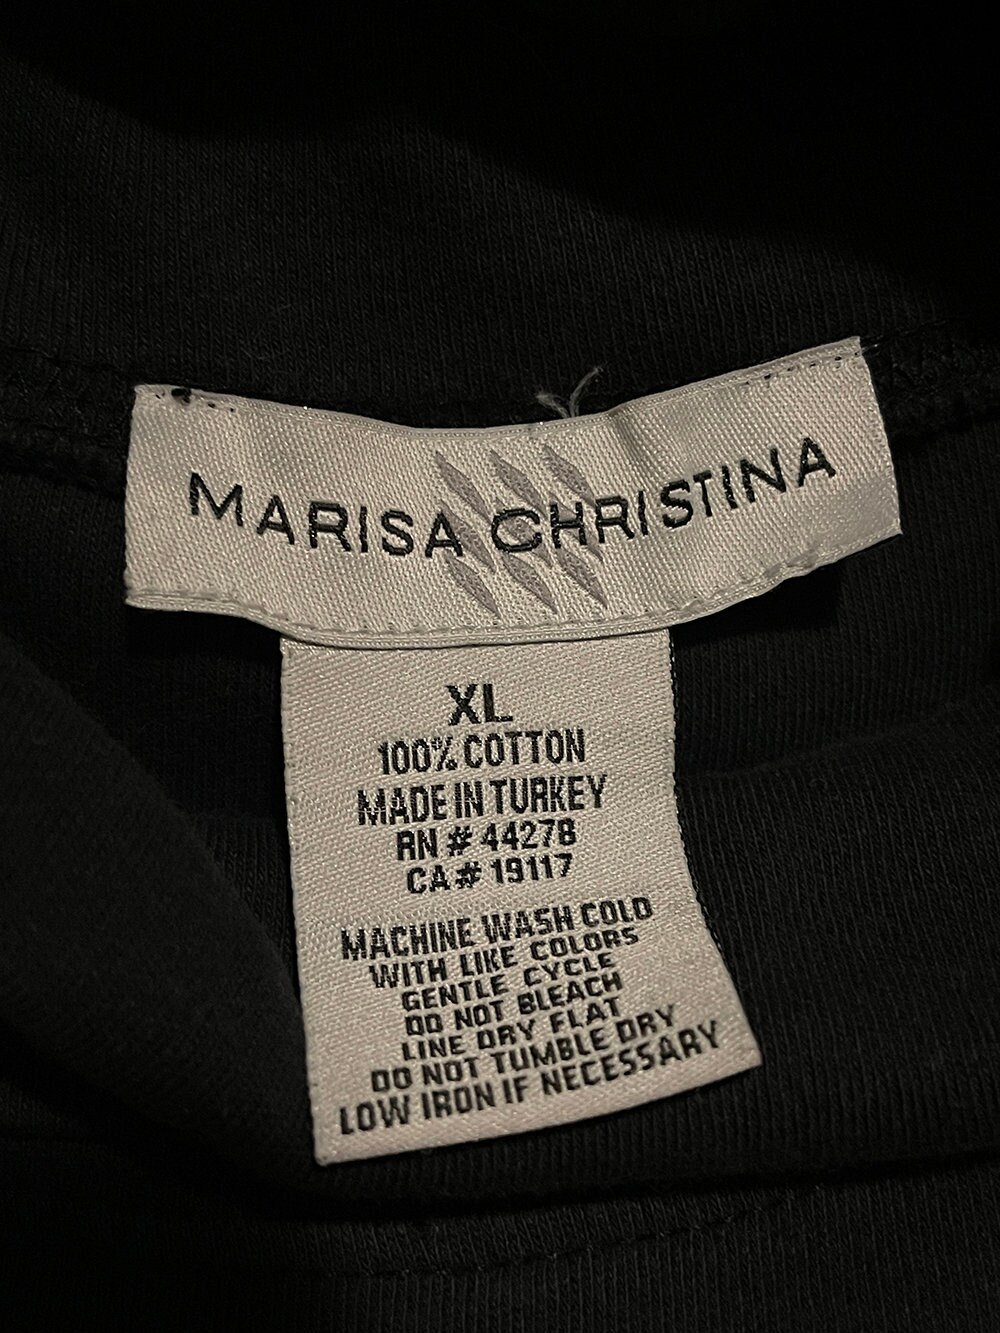 MARISA CHRISTINA
XL
100% COTTON
MADE IN TURKEY
RN # 44278
CA# 19117
MACHINE WASH COLD
WITH LIKE COLORS
GENTLE CYCLE
DO NOT BLEACH
LINE DRY FLAT
DO NOT TUMBLE DRY
LOW IRON IF NECESSARY